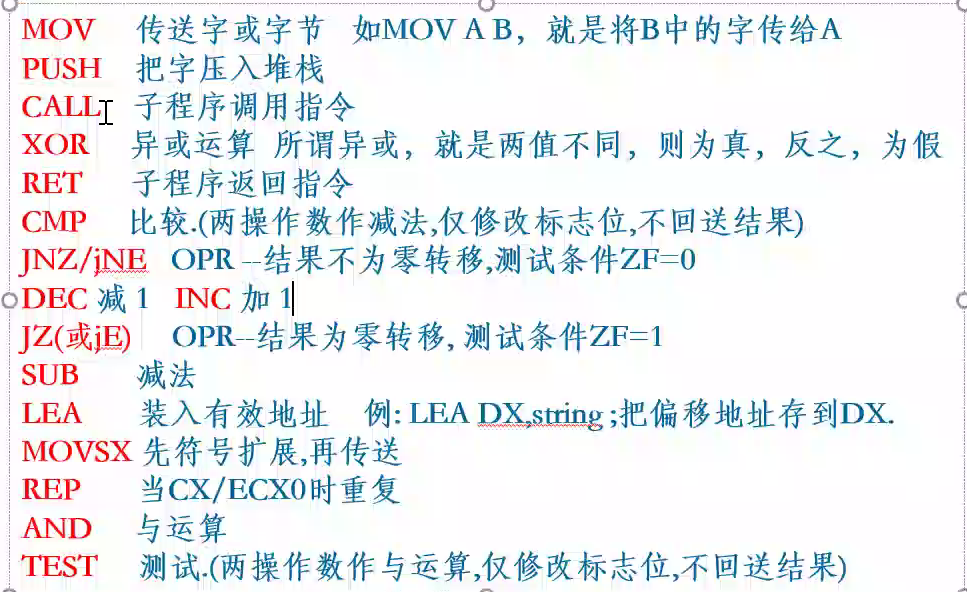 MOV 传送字或字节 如MOV A B，就是将B中的字传给A
PUSH 把字压入堆栈
CALL 子程序调用指令
XOR 异或运算 所谓异或，就是两值不同，则为真，反之，为假
RET 子程序返回指令
CMP 比较.(两操作数作减法,仅修改标志位,不回送结果)
JNZ/jNE OPR --结果不为零转移,测试条件ZF=0
DEC 减 1 INC 加 1
JZ(或jE) OPR--结果为零转移, 测试条件ZF=1
SUB 减法
LEA 装入有效地址 例: LEA DX,string ;把偏移地址存到DX.
MOVSX 先符号扩展,再传送
REP 当CX/ECX0时重复
AND 与运算
TEST 测试.(两操作数作与运算,仅修改标志位,不回送结果)